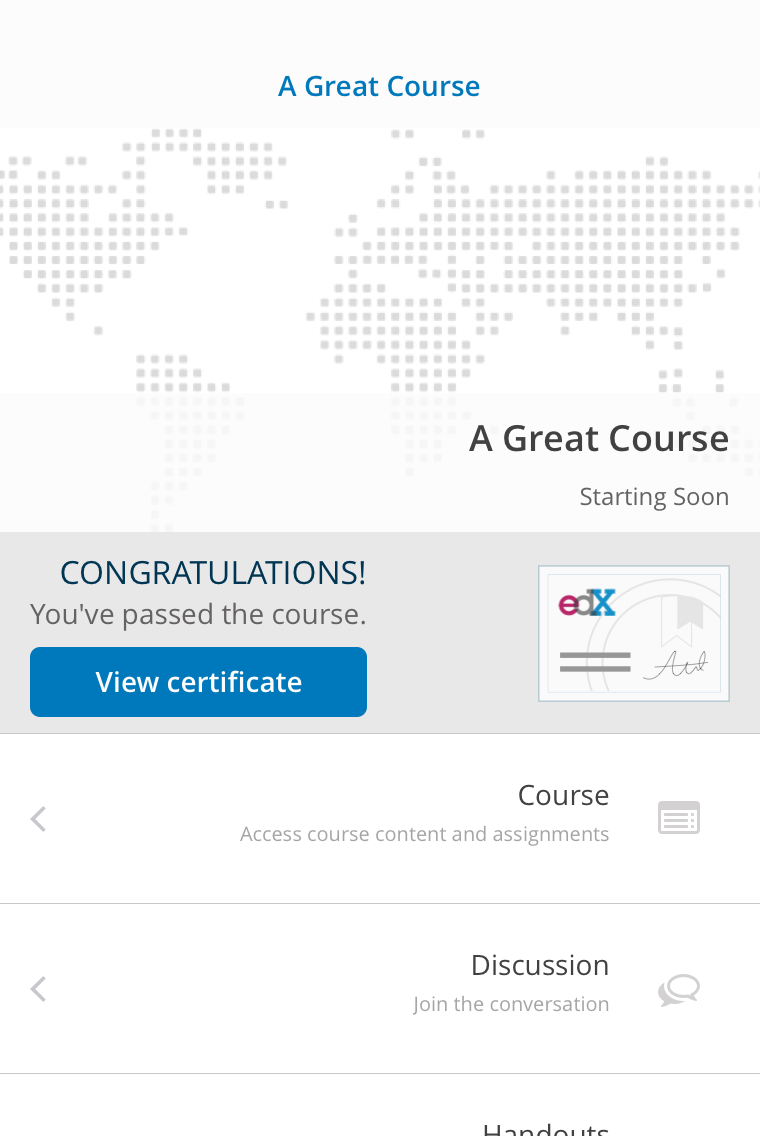 A Great Course
A Great Course
Starting Soon
CONGRATULATIONS!
You've passed the course.
View certificate
edX
Course
Access course content and assignments
Discussion
Join the conversation
Handouts